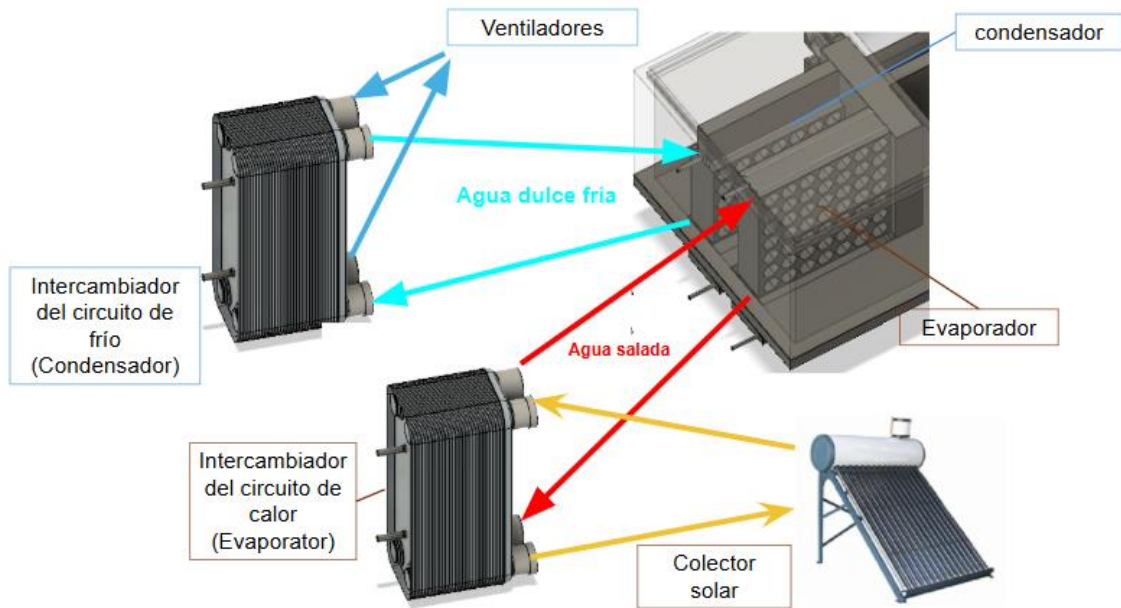 Ventiladores
condensador
Agua dulce fria
Intercambiador
del circuito de
frío
(Condensador)
Evaporador
Agua salada
Intercambiador
del circuito de
calor
(Evaporator)
Colector
solar